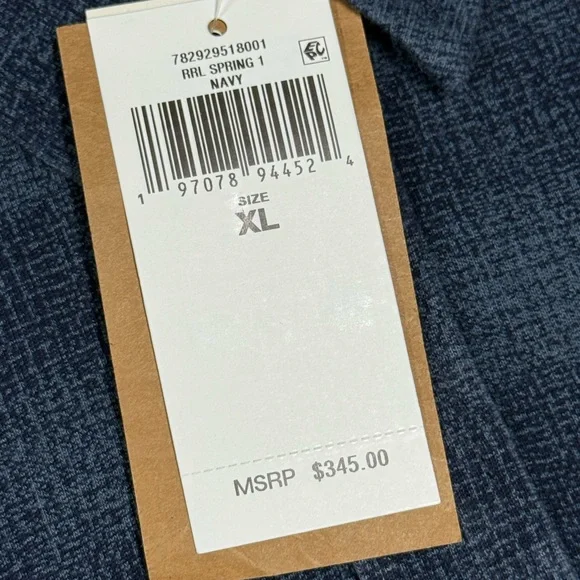 782929518001
RRL SPRING 1
NAVY
1 97078 94452 4
SIZE
XL
MSRP $345.00